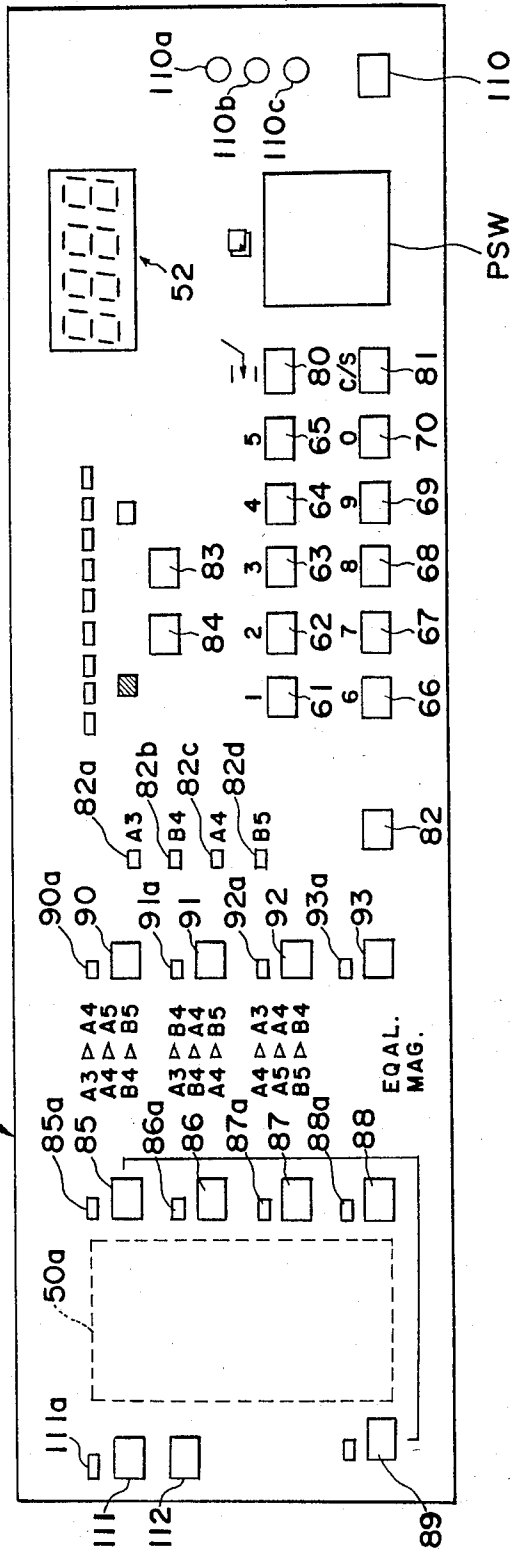 110a
110b
110c
110
52
PSW
80
C/S
81
5
65
0
70
4
64
9
69
3
63
8
68
2
62
7
67
1
61
6
66
83
84
82a
A3
82b
B4
82c
A4
82d
B5
82
90a
90
91a
91
92a
92
93a
93
A3 ▷ A4
A4 ▷ A5
B4 ▷ B5
A3 ▷ B4
B4 ▷ A4
A4 ▷ B5
A4 ▷ A3
A5 ▷ A4
B5 ▷ B4
EQAL.
MAG.
85a
85
86a
86
87a
87
88a
88
50a
111a
111
112
89